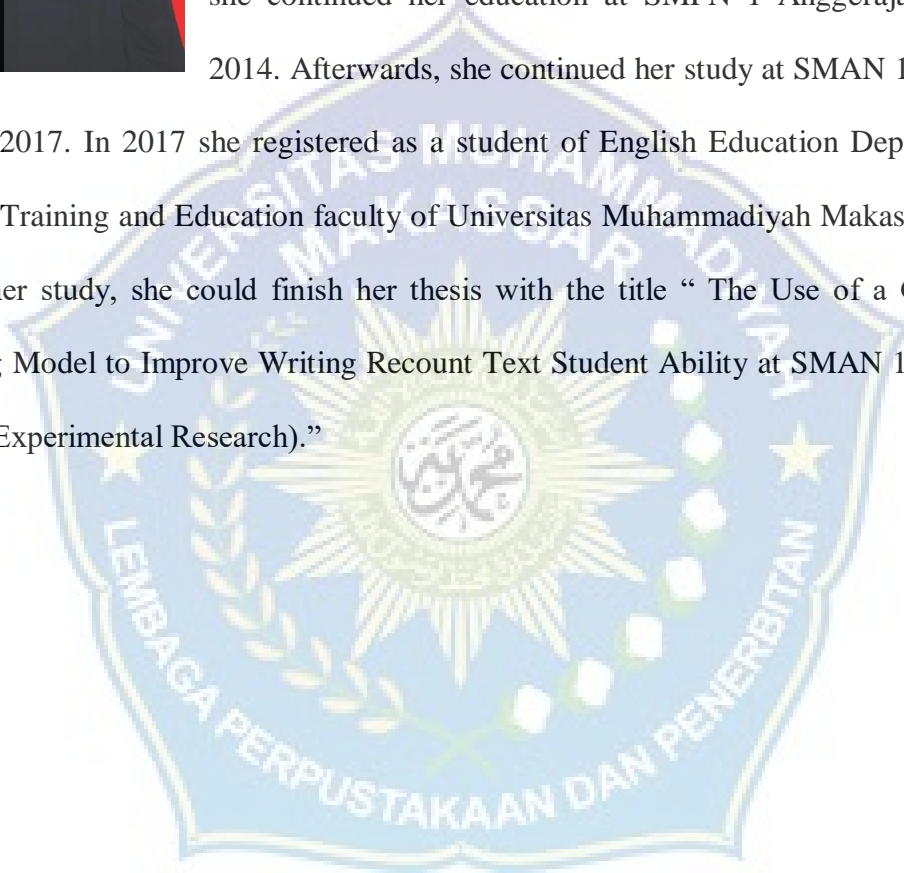 she continued her education at SMPN 1 Anggeraja
2014. Afterwards, she continued her study at SMAN 1
2017. In 2017 she registered as a student of English Education Dep
Training and Education faculty of Universitas Muhammadiyah Makas
her study, she could finish her thesis with the title “ The Use of a
Model to Improve Writing Recount Text Student Ability at SMAN 1
Experimental Research).”
UNIVERSITAS MUHAMMADIYAH
MAKASSAR
LEMBAGA PERPUSTAKAAN DAN PENERBITAN